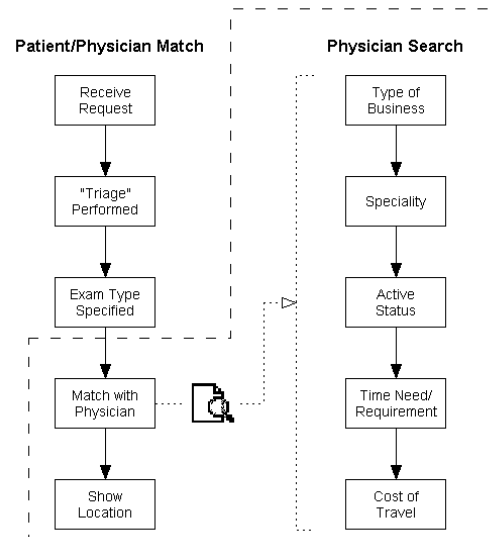 Patient/Physician Match
Receive
Request
"Triage"
Performed
Exam Type
Specified
Match with
Physician
Show
Location
Physician Search
Type of
Business
Speciality
Active
Status
Time Need/
Requirement
Cost of
Travel